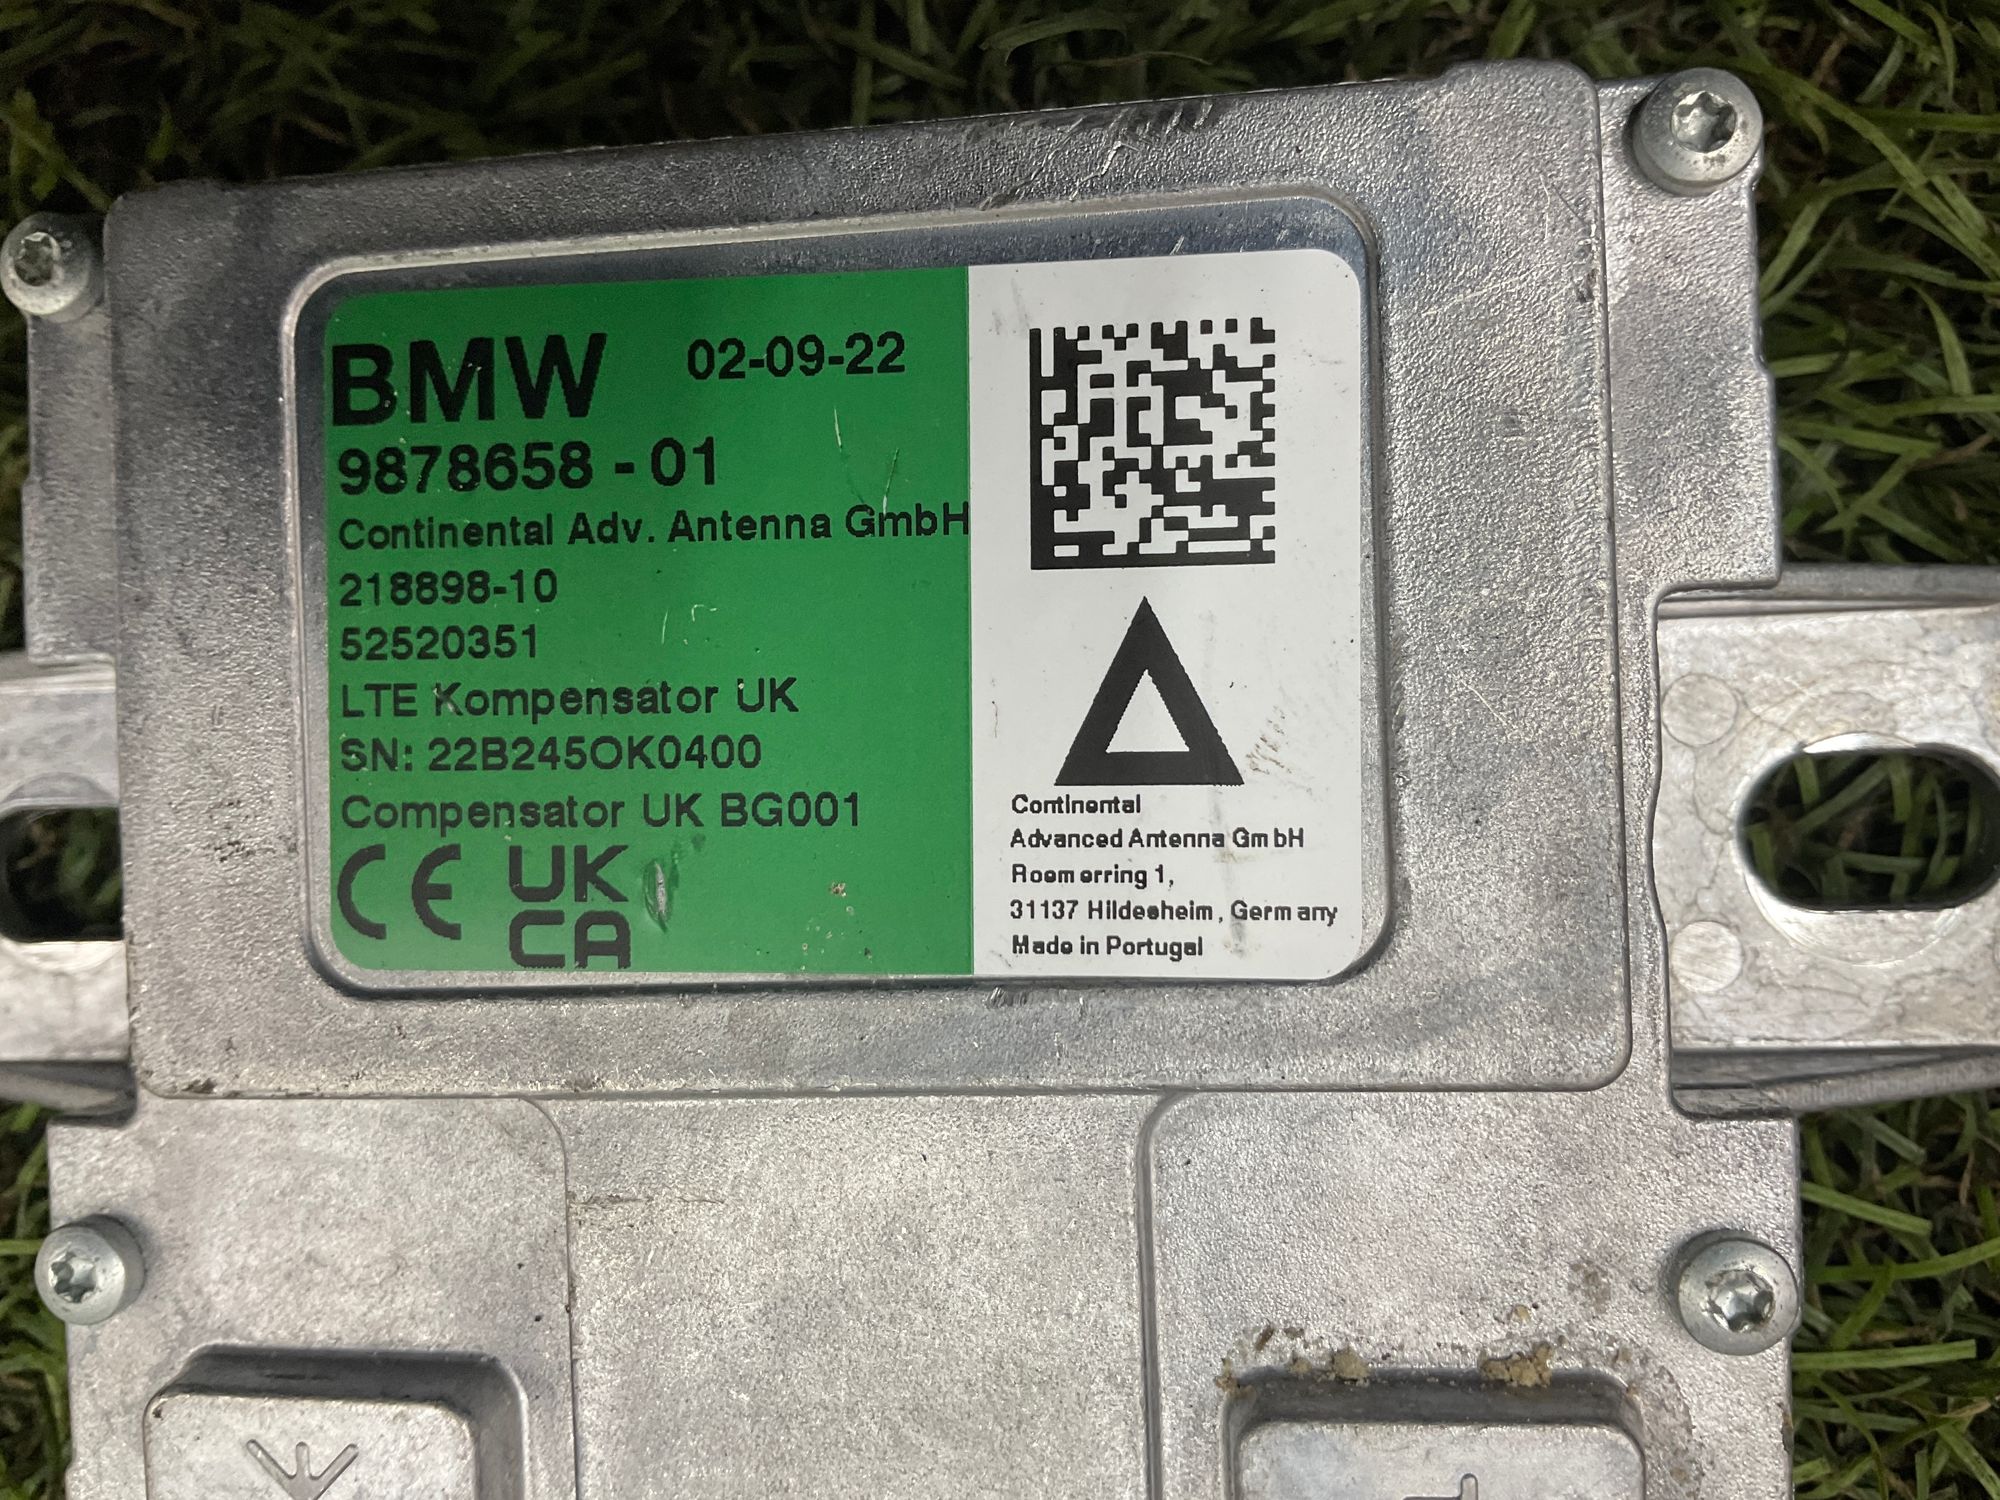 BMW 02-09-22
9878658 - 01
Continental Adv. Antenna GmbH
218898-10
52520351
LTE Kompensator UK
SN: 22B245OK0400
Compensator UK BG001
CE UK
CA
Continental
Advanced Antenna GmbH
Roemerring 1,
31137 Hildesheim, Germany
Made in Portugal